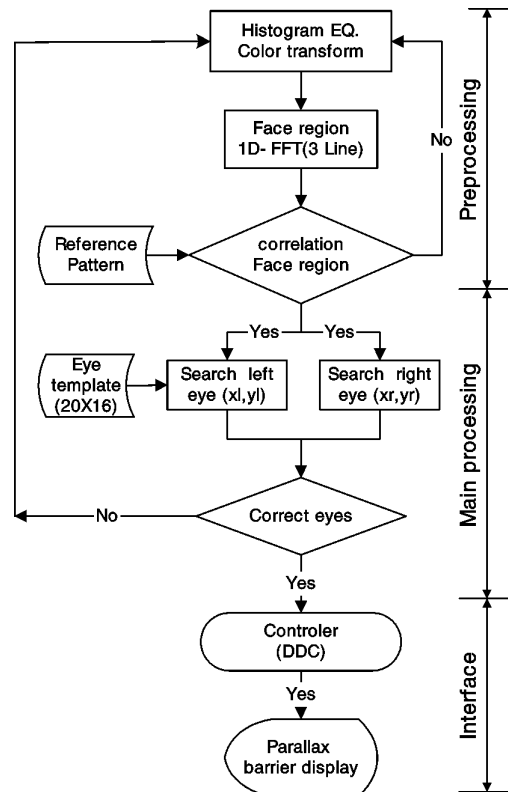 Histogram EQ.
Color transform
Face region
1D- FFT(3 Line)
No
Preprocessing
Reference
Pattern
correlation
Face region
Yes
Yes
Eye
template
(20X16)
Search left
eye (xl,yl)
Search right
eye (xr,yr)
Main processing
No
Correct eyes
Yes
Controler
(DDC)
Yes
Interface
Parallax
barrier display